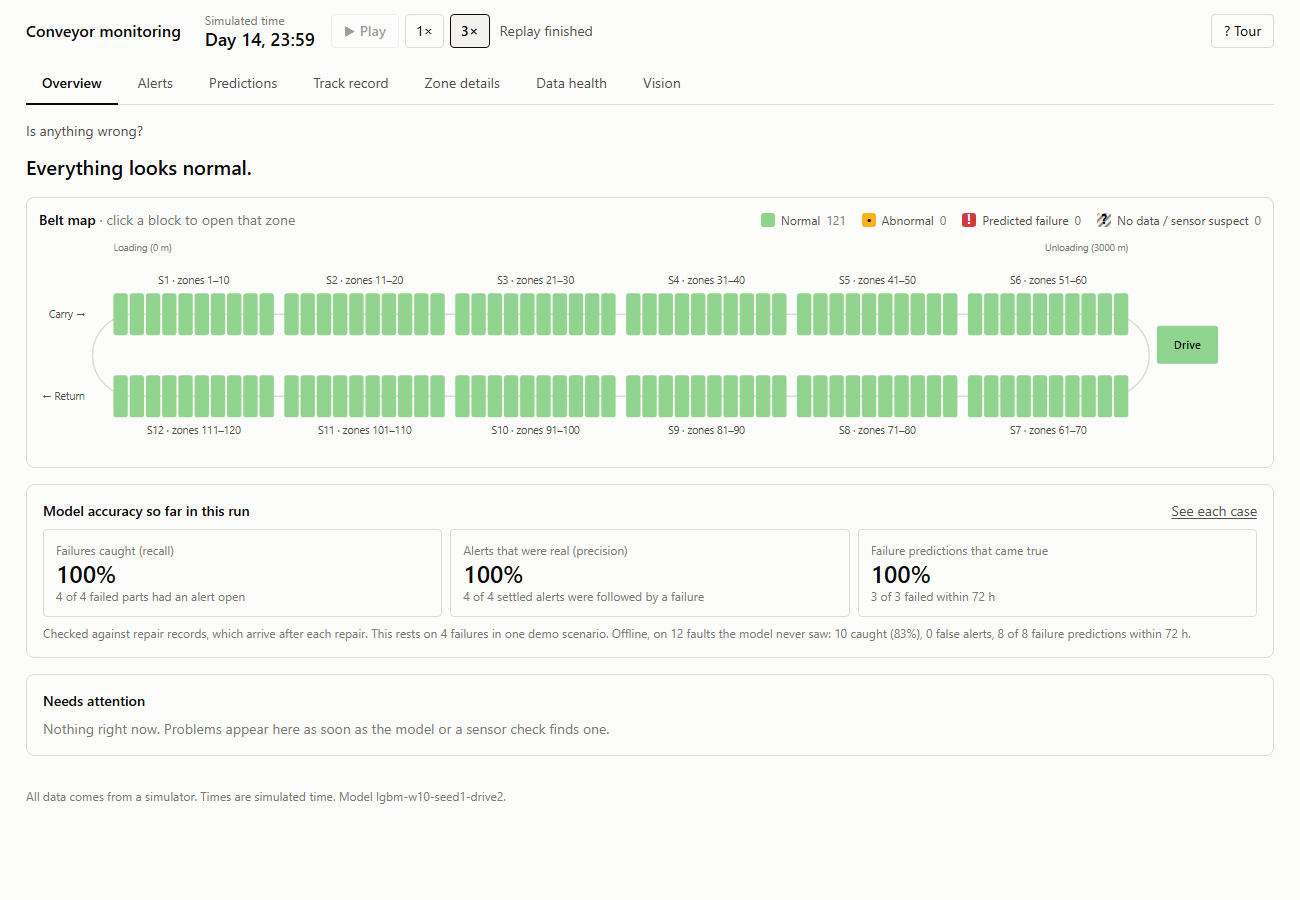 Conveyor monitoring
Simulated time
Day 14, 23:59
▶ Play
1×
3×
Replay finished
? Tour
Overview Alerts Predictions Track record Zone details Data health Vision
Is anything wrong?
Everything looks normal.
Belt map · click a block to open that zone
Normal 121
Abnormal 0
! Predicted failure 0
? No data / sensor suspect 0
Loading (0 m)
Unloading (3000 m)
S1 · zones 1–10
S2 · zones 11–20
S3 · zones 21–30
S4 · zones 31–40
S5 · zones 41–50
S6 · zones 51–60
Carry →
Drive
← Return
S12 · zones 111–120
S11 · zones 101–110
S10 · zones 91–100
S9 · zones 81–90
S8 · zones 71–80
S7 · zones 61–70
Model accuracy so far in this run
See each case
Failures caught (recall)
100%
4 of 4 failed parts had an alert open
Alerts that were real (precision)
100%
4 of 4 settled alerts were followed by a failure
Failure predictions that came true
100%
3 of 3 failed within 72 h
Checked against repair records, which arrive after each repair. This rests on 4 failures in one demo scenario. Offline, on 12 faults the model never saw: 10 caught (83%), 0 false alerts, 8 of 8 failure predictions within 72 h.
Needs attention
Nothing right now. Problems appear here as soon as the model or a sensor check finds one.
All data comes from a simulator. Times are simulated time. Model lgbm-w10-seed1-drive2.